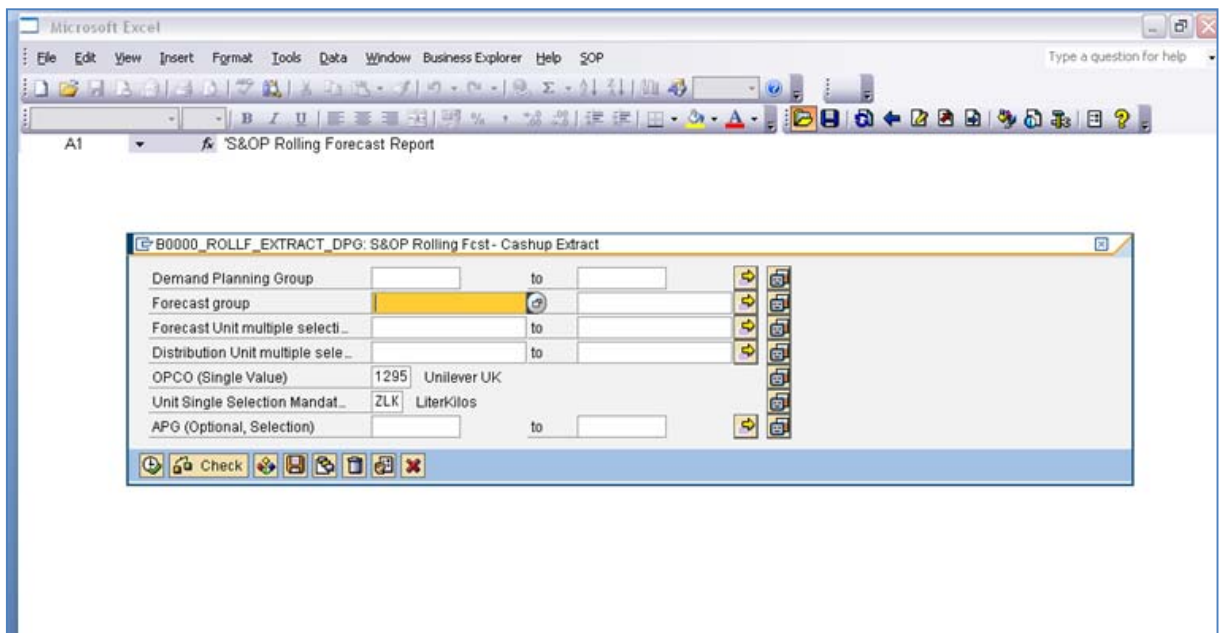 Microsoft Excel
File Edit View Insert Format Tools Data Window Business Explorer Help SOP Type a question for help
B I U % , A
A1 fx 'S&OP Rolling Forecast Report
B0000_ROLLF_EXTRACT_DPG: S&OP Rolling Fcst - Cashup Extract
Demand Planning Group to
Forecast group
Forecast Unit multiple selecti... to
Distribution Unit multiple sele... to
OPCO (Single Value) 1295 Unilever UK
Unit Single Selection Mandat... ZLK LiterKilos
APG (Optional, Selection) to
Check